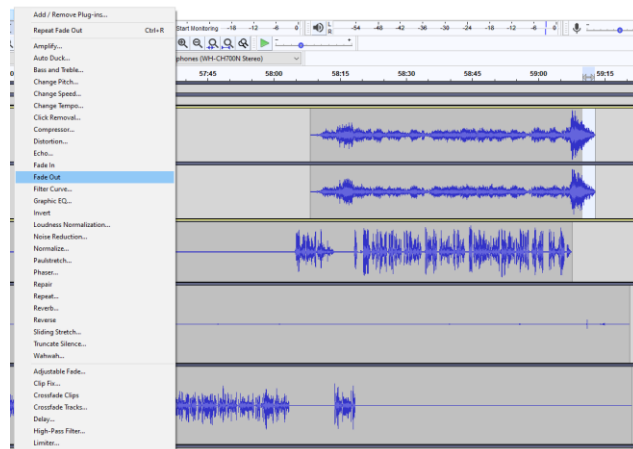 Add / Remove Plug-ins...
Repeat Fade Out Ctrl+R
Amplify...
Auto Duck...
Bass and Treble...
Change Pitch...
Change Speed...
Change Tempo...
Click Removal...
Compressor...
Distortion...
Echo...
Fade In
Fade Out
Filter Curve...
Graphic EQ...
Invert
Loudness Normalization...
Noise Reduction...
Normalize...
Paulstretch...
Phaser...
Repair
Repeat...
Reverb...
Reverse
Sliding Stretch...
Truncate Silence...
Wahwah...
Adjustable Fade...
Clip Fix...
Crossfade Clips
Crossfade Tracks...
Delay...
High-Pass Filter...
Limiter...
Start Monitoring -18 -12 -6 0 L R -54 -48 -42 -36 -30 -24 -18 -12 -6 0
phones (WH-CH700N Stereo)
57:45 58:00 58:15 58:30 58:45 59:00 59:15